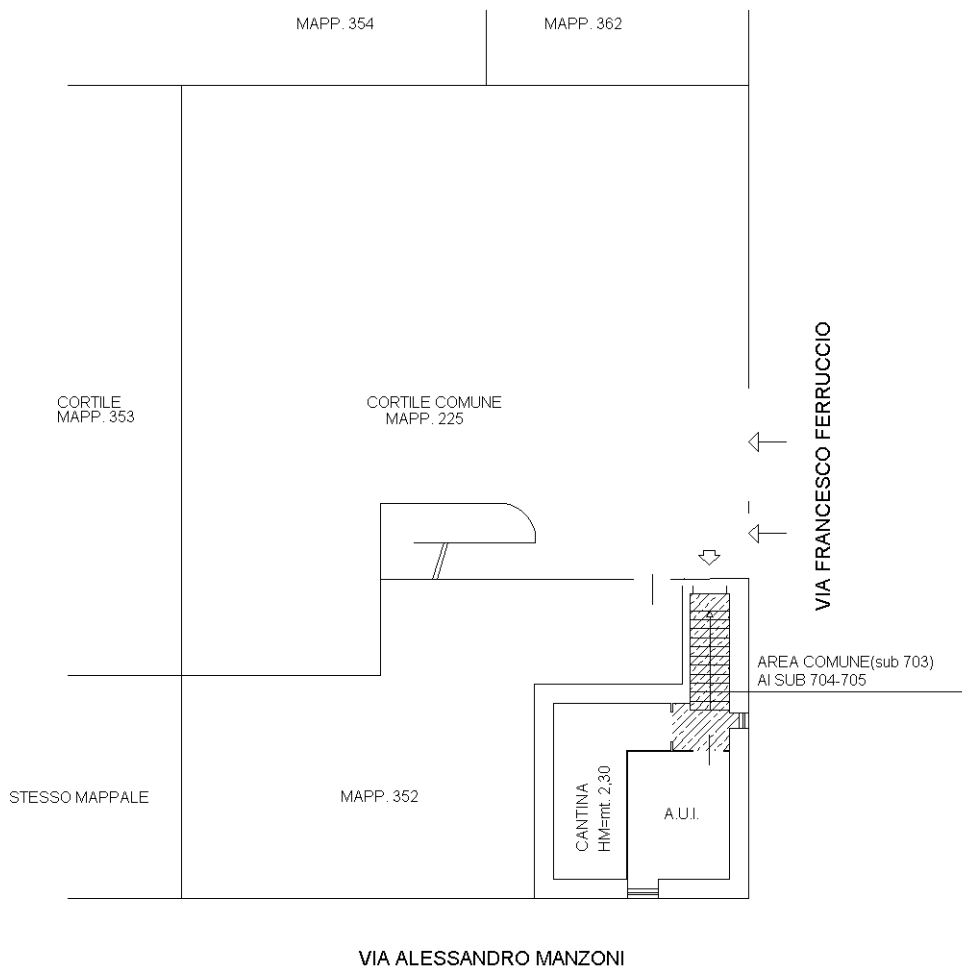 MAPP. 354
MAPP. 362
CORTILE
MAPP. 353
CORTILE COMUNE
MAPP. 225
VIA FRANCESCO FERRUCCIO
AREA COMUNE(sub 703)
AI SUB 704-705
STESSO MAPPALE
MAPP. 352
CANTINA
HM=mt. 2,30
A.U.I.
VIA ALESSANDRO MANZONI